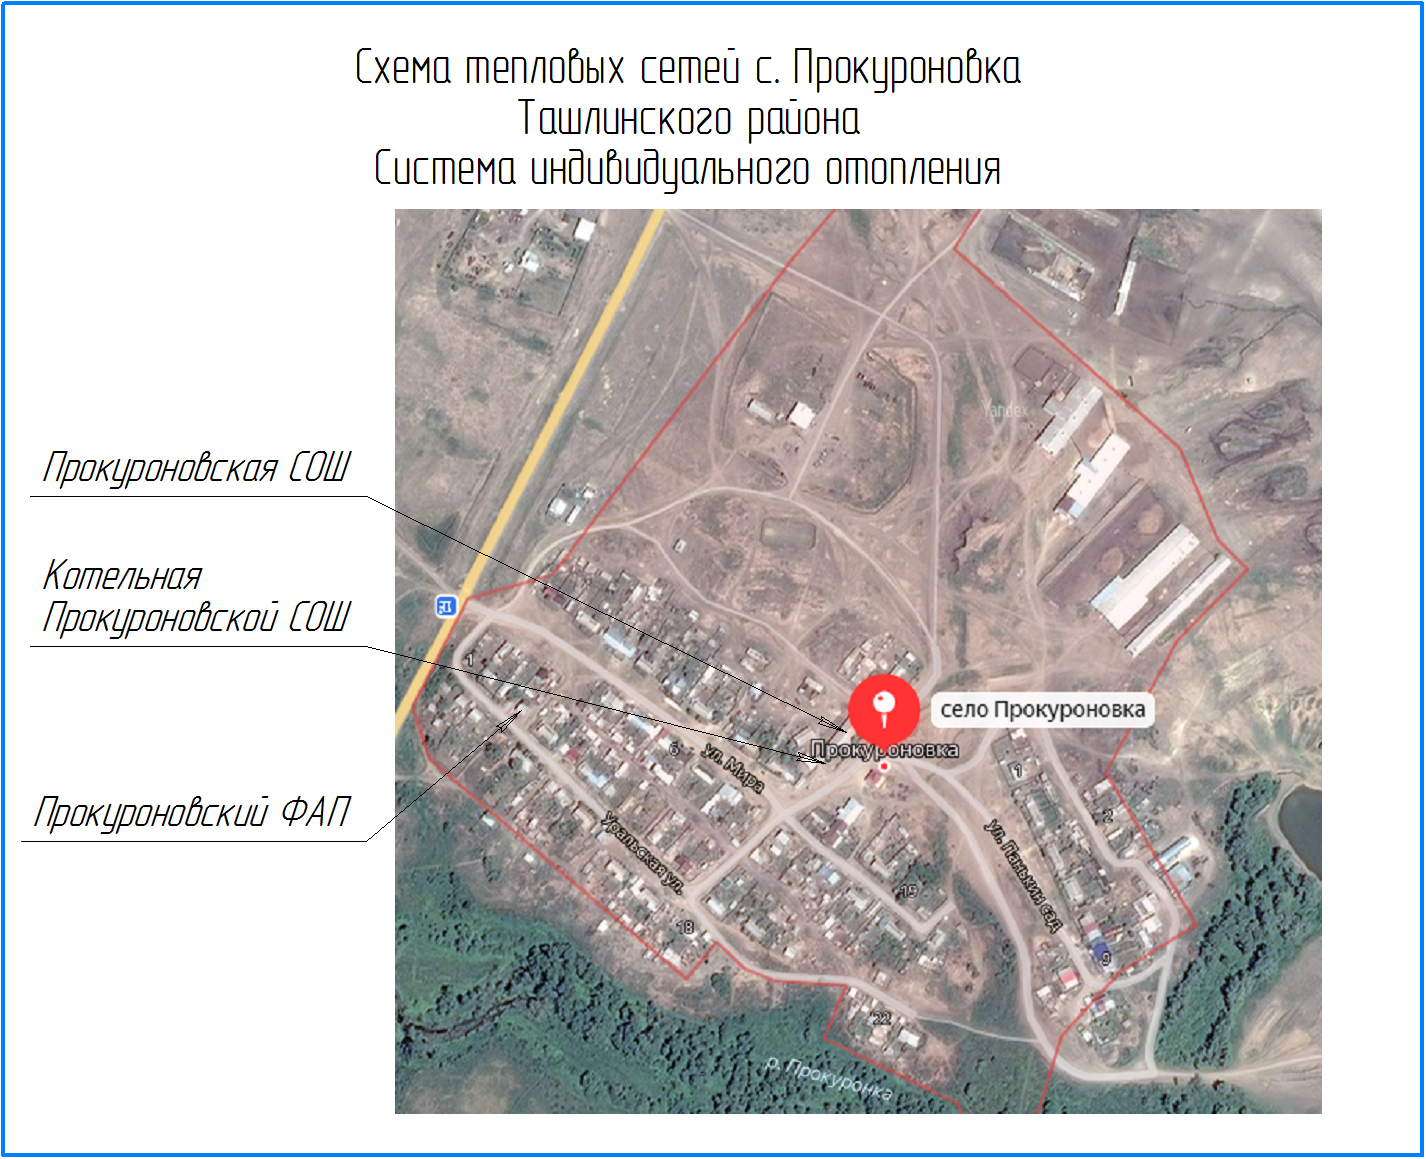 Схема тепловых сетей с. Прокуроновка
Ташлинского района
Система индивидуального отопления
Yandex
Прокуроновская СОШ
Котельная
Прокуроновской СОШ
1
село Прокуроновка
Прокуроновка
6
ул. Мира
1
2
Прокуроновский ФАП
Уральская ул.
ул. Панькин сад
15
18
9
22
р. Прокуронка